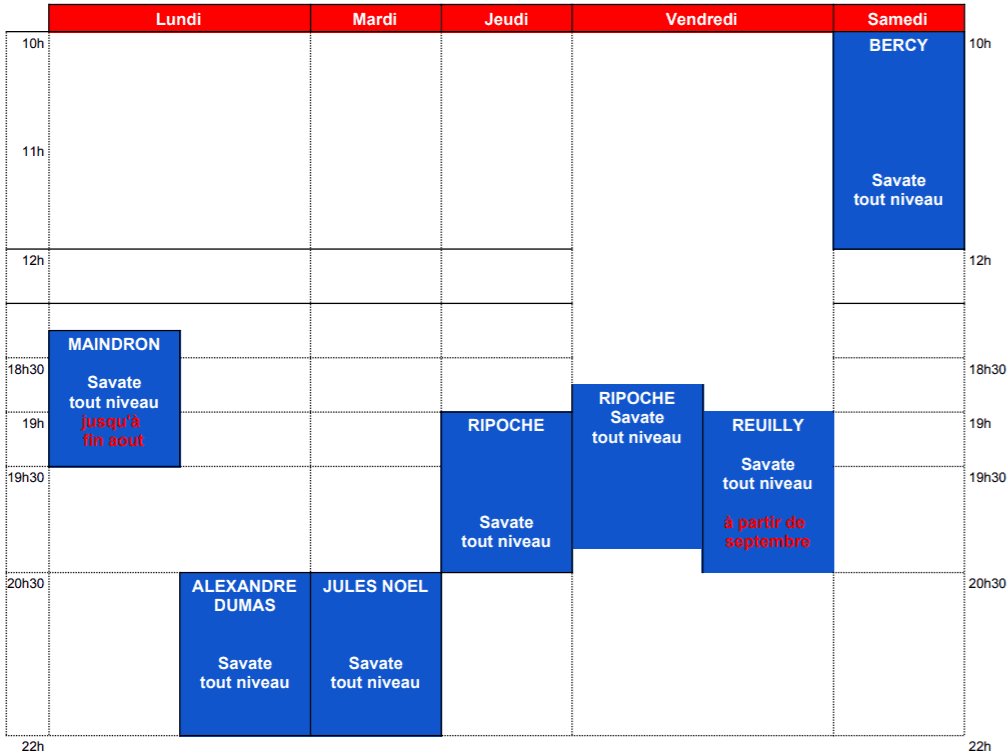 Lundi Mardi Jeudi Vendredi Samedi
10h
BERCY
10h
11h
Savate
tout niveau
12h
12h
MAINDRON
Savate
tout niveau
jusqu'à
fin aout
18h30
18h30
RIPOCHE
Savate
tout niveau
19h
RIPOCHE
Savate
tout niveau
REUILLY
Savate
tout niveau
à partir de
septembre
19h
19h30
19h30
20h30
ALEXANDRE
DUMAS
Savate
tout niveau
JULES NOEL
Savate
tout niveau
20h30
22h
22h